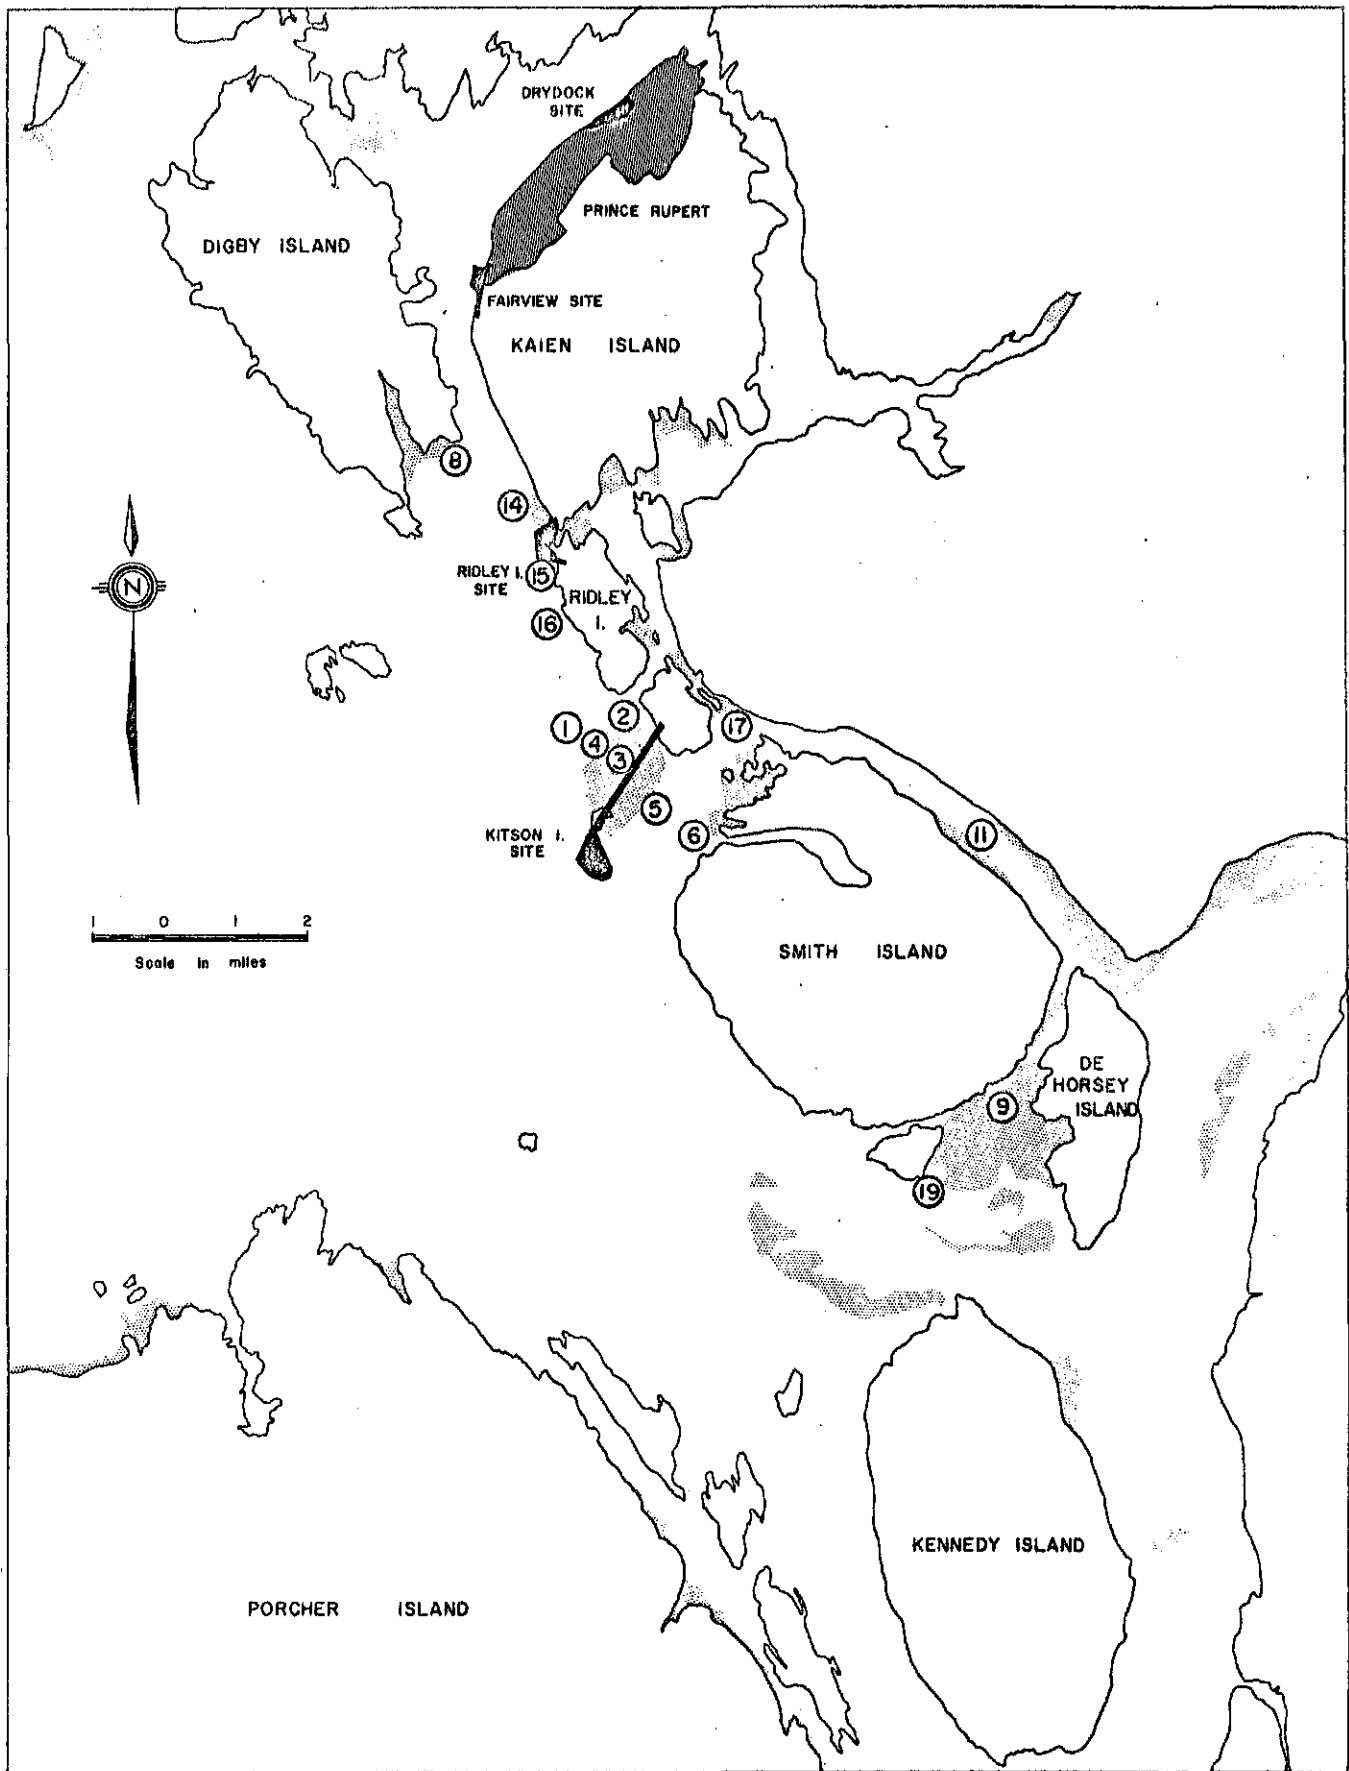 DRYDOCK
SITE
PRINCE RUPERT
DIGBY ISLAND
FAIRVIEW SITE
KAIEN ISLAND
8
14
RIDLEY I.
SITE
15
RIDLEY
I.
16
N
1
2
17
4
3
5
KITSON I.
SITE
6
11
1 0 1 2
Scale in miles
SMITH ISLAND
DE
HORSEY
ISLAND
9
19
KENNEDY ISLAND
PORCHER ISLAND